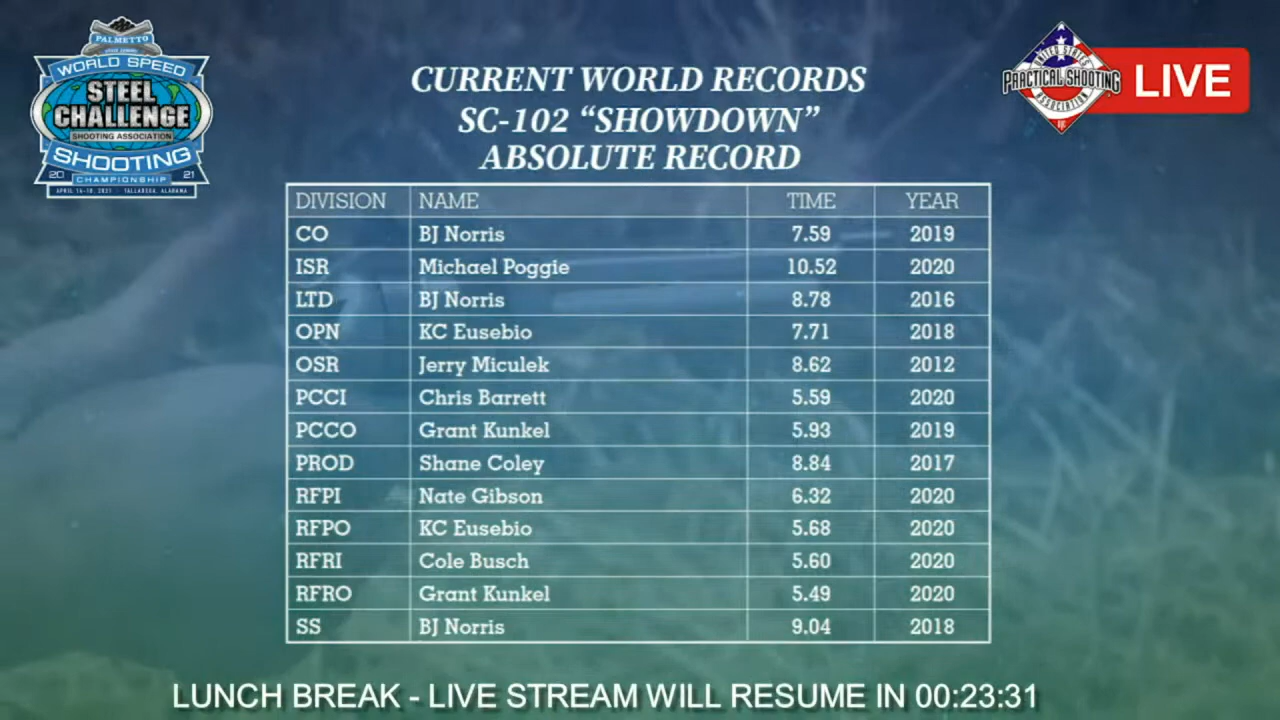 PALMETTO
WORLD SPEED
STEEL
CHALLENGE
SHOOTING ASSOCIATION
SHOOTING
20 21
CHAMPIONSHIP
CURRENT WORLD RECORDS
SC-102 “SHOWDOWN”
ABSOLUTE RECORD
UNITED STATES
PRACTICAL SHOOTING
ASSOCIATION
LIVE
DIVISION NAME TIME YEAR
CO BJ Norris 7.59 2019
ISR Michael Poggie 10.52 2020
LTD BJ Norris 8.78 2016
OPN KC Eusebio 7.71 2018
OSR Jerry Miculek 8.62 2012
PCCI Chris Barrett 5.59 2020
PCCO Grant Kunkel 5.93 2019
PROD Shane Coley 8.84 2017
RFPI Nate Gibson 6.32 2020
RFPO KC Eusebio 5.68 2020
RFRI Cole Busch 5.60 2020
RFRO Grant Kunkel 5.49 2020
SS BJ Norris 9.04 2018
LUNCH BREAK - LIVE STREAM WILL RESUME IN 00:23:31